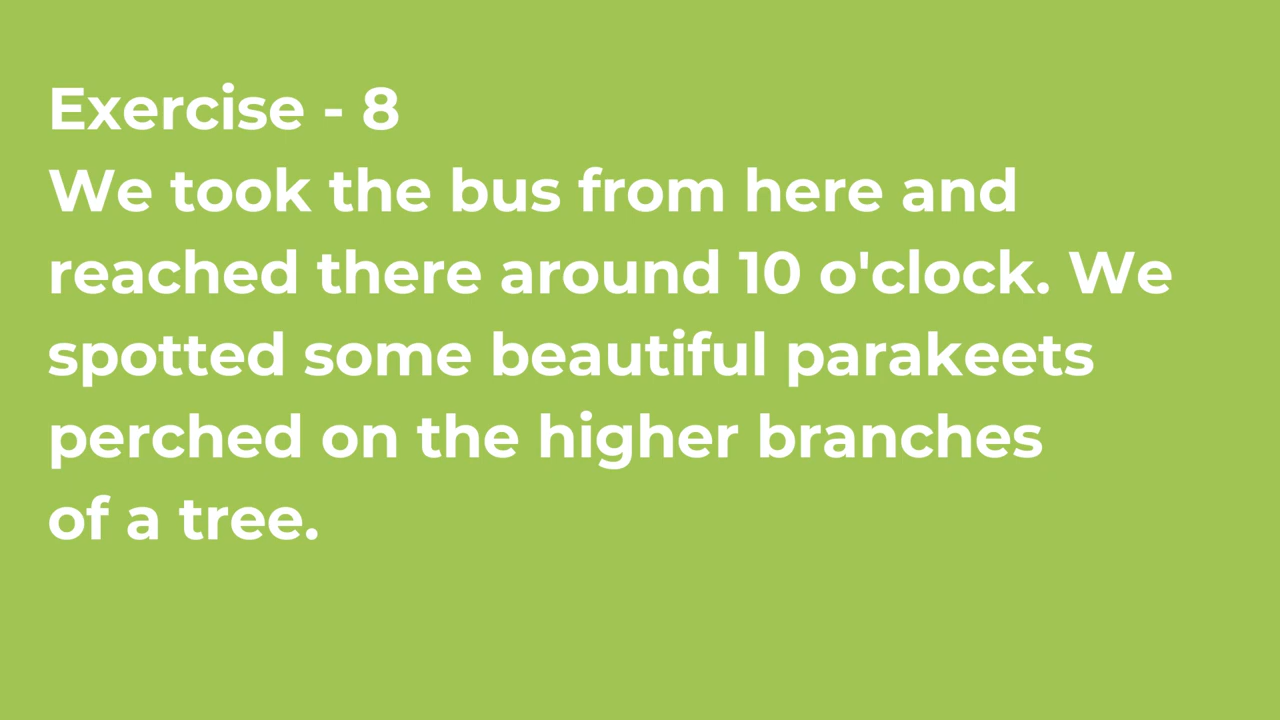 Exercise - 8
We took the bus from here and
reached there around 10 o'clock. We
spotted some beautiful parakeets
perched on the higher branches
of a tree.